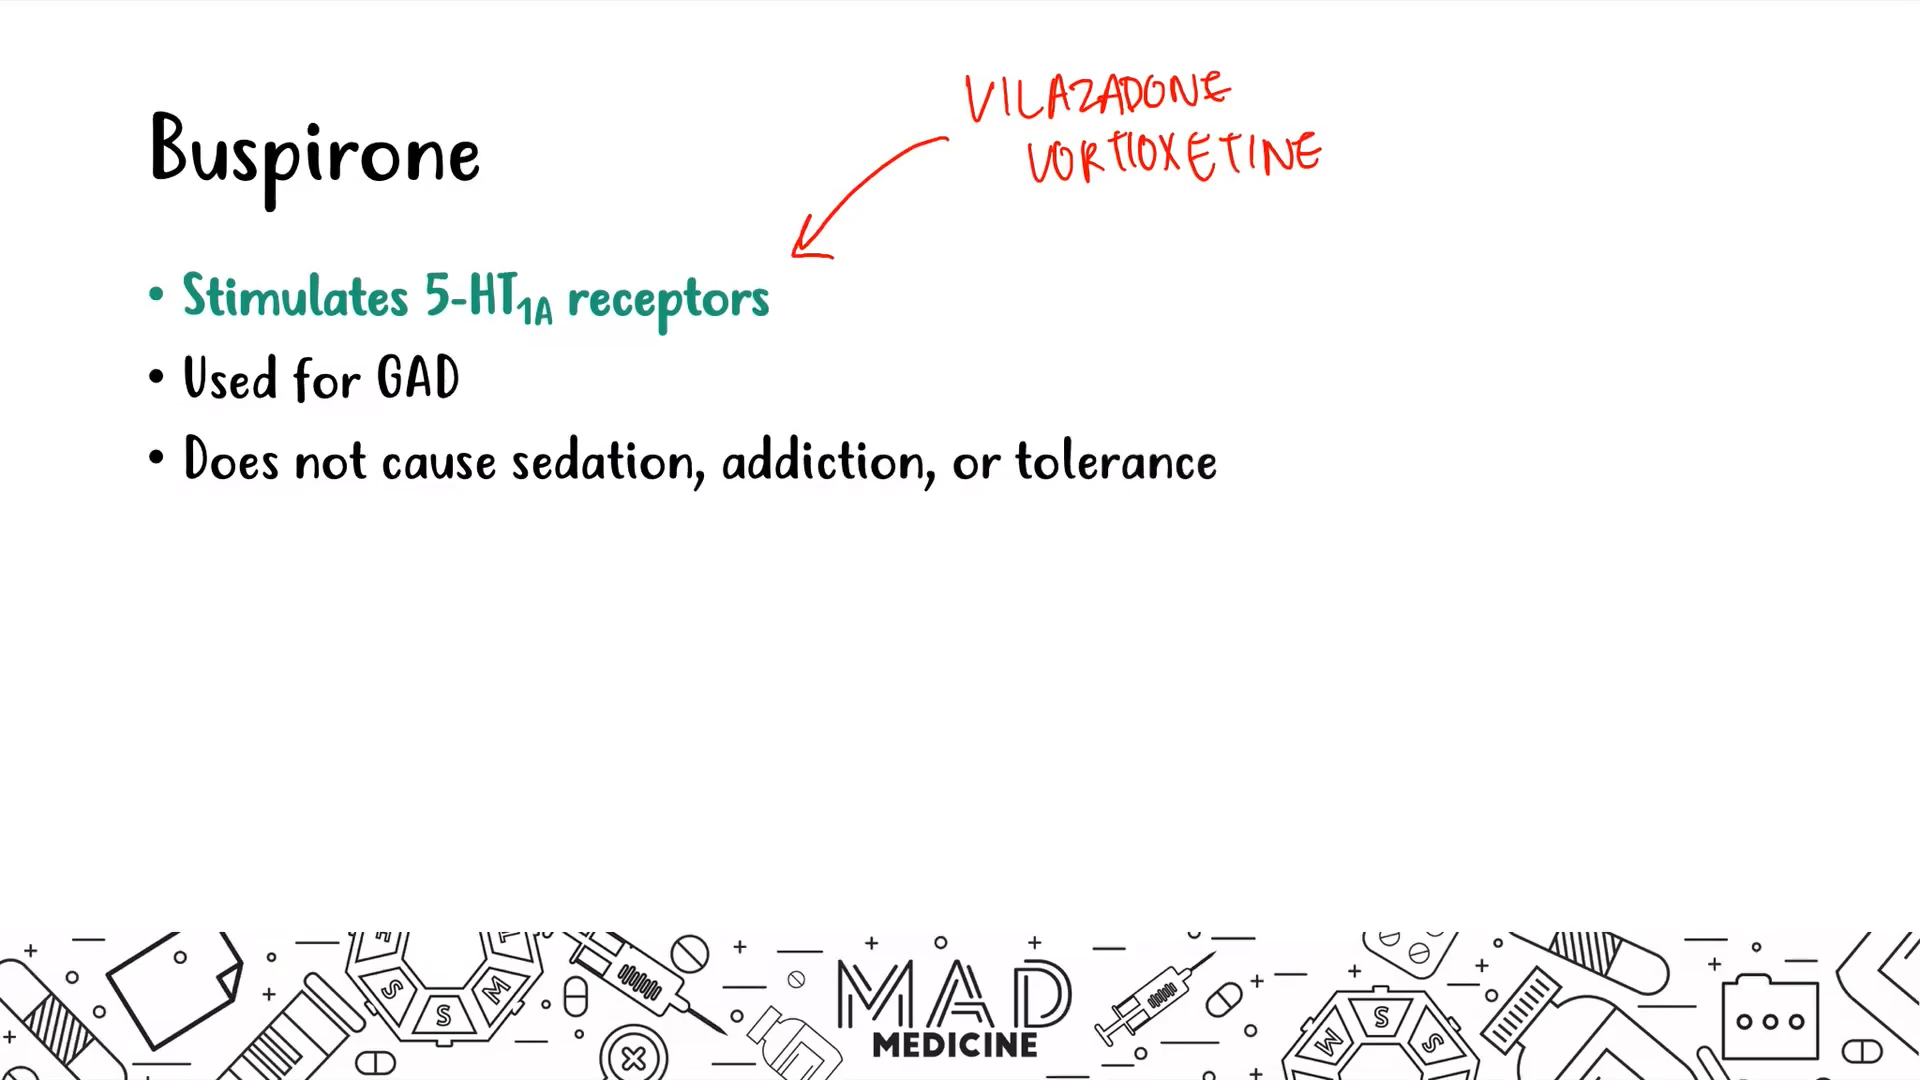 VILAZADONE
VORTIOXETINE
Buspirone
• Stimulates 5-HT1A receptors
• Used for GAD
• Does not cause sedation, addiction, or tolerance
MAD
MEDICINE
S S M
M S S